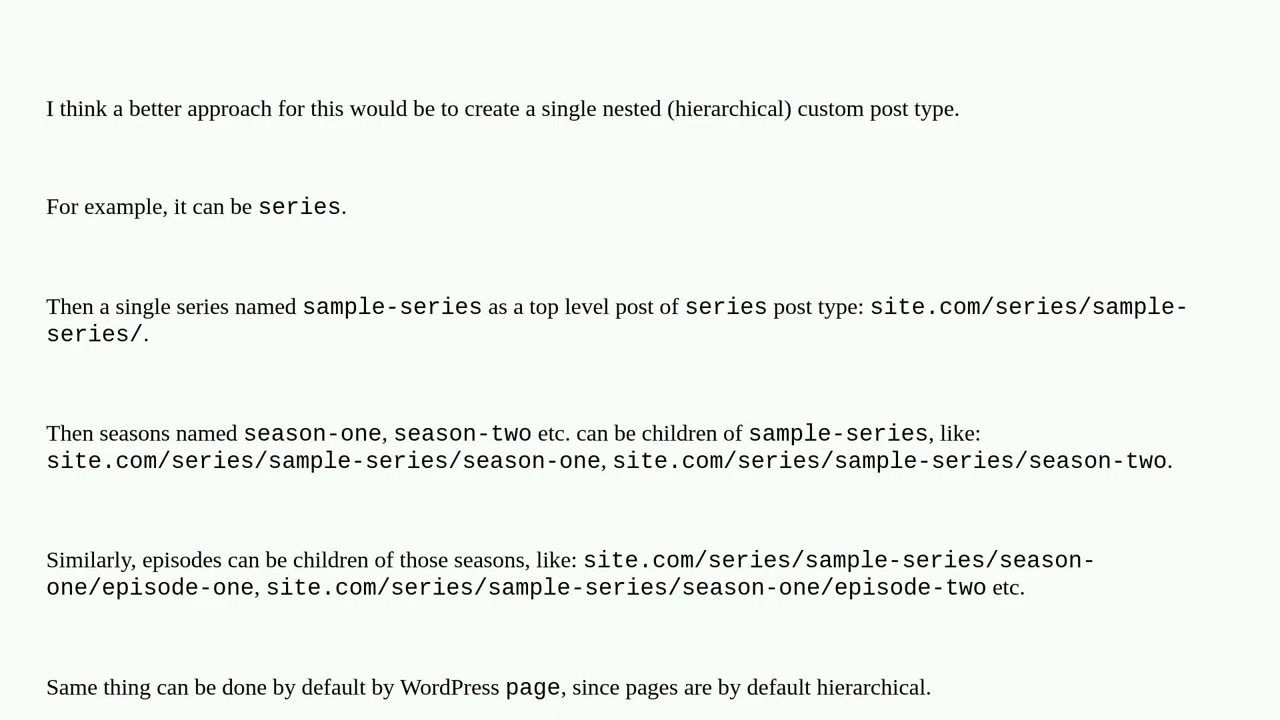 I think a better approach for this would be to create a single nested (hierarchical) custom post type.
For example, it can be series.
Then a single series named sample-series as a top level post of series post type: site.com/series/sample-
series/.
Then seasons named season-one, season-two etc. can be children of sample-series, like:
site.com/series/sample-series/season-one, site.com/series/sample-series/season-two.
Similarly, episodes can be children of those seasons, like: site.com/series/sample-series/season-
one/episode-one, site.com/series/sample-series/season-one/episode-two etc.
Same thing can be done by default by WordPress page, since pages are by default hierarchical.